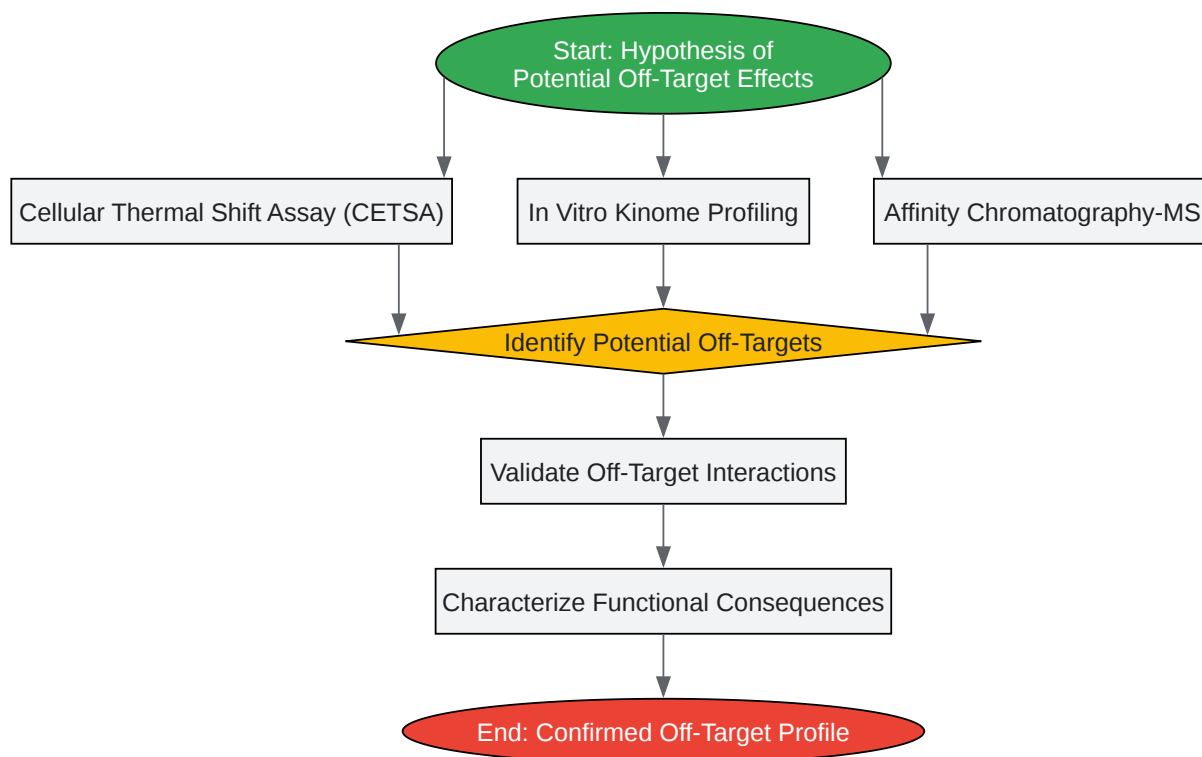 Start: Hypothesis of
Potential Off-Target Effects
Cellular Thermal Shift Assay (CETSA)
In Vitro Kinome Profiling
Affinity Chromatography-MS
Identify Potential Off-Targets
Validate Off-Target Interactions
Characterize Functional Consequences
End: Confirmed Off-Target Profile